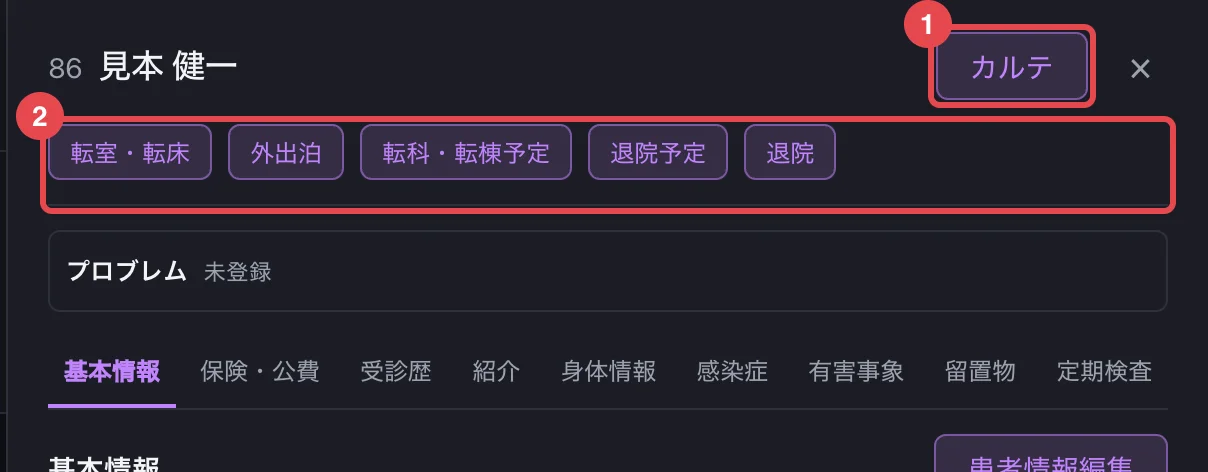 1
86 見本 健一 カルテ ×
2
転室・転床 外出泊 転科・転棟予定 退院予定 退院
プロブレム 未登録
基本情報 保険・公費 受診歴 紹介 身体情報 感染症 有害事象 留置物 定期検査
基本情報 患者情報編集